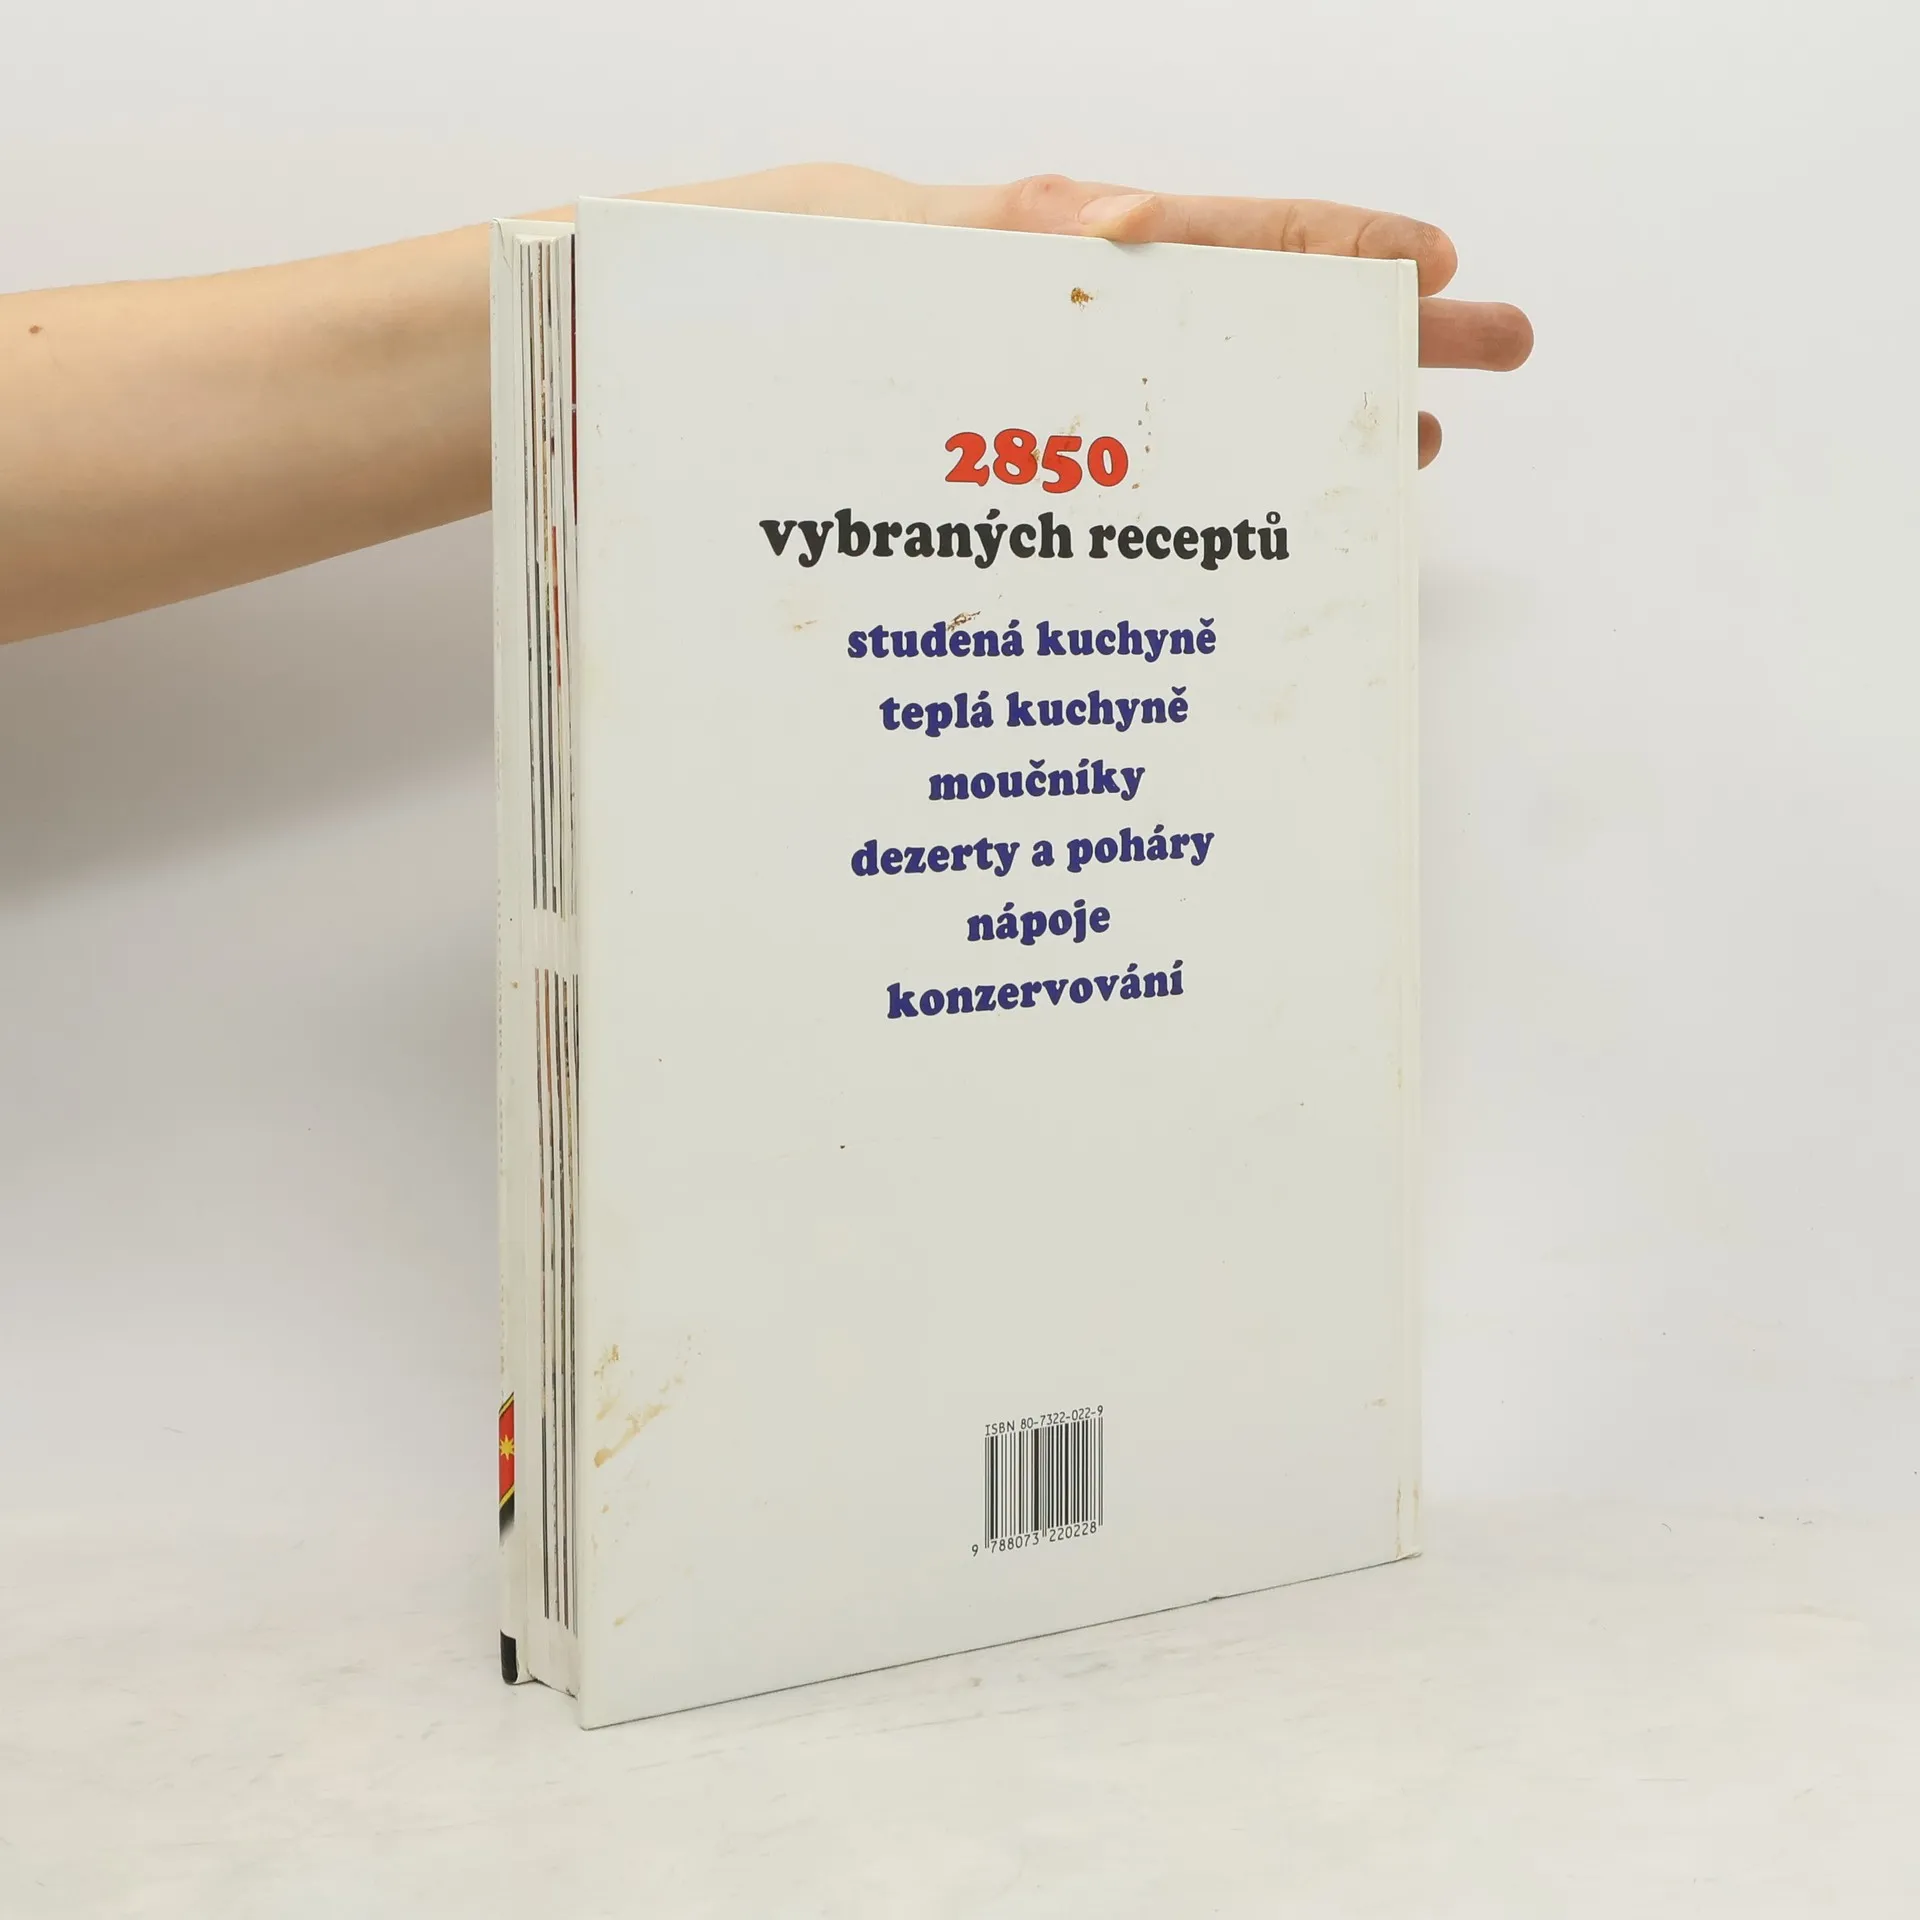 2850
vybraných receptů
studená kuchyně
teplá kuchyně
moučníky
dezerty a poháry
nápoje
konzervování
ISBN 80-7322-022-9
9 788073 220228